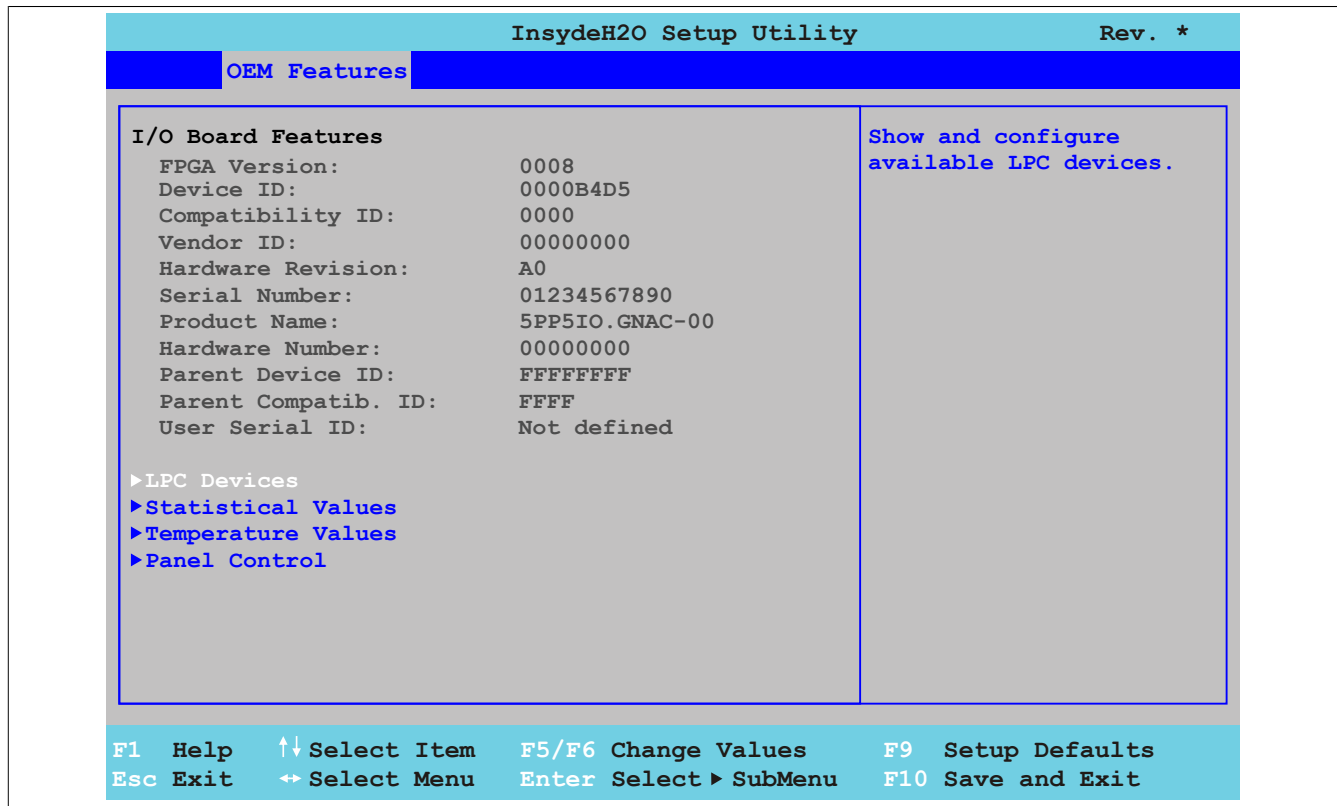 InsydeH2O Setup Utility Rev. *
OEM Features
I/O Board Features
FPGA Version: 0008
Device ID: 0000B4D5
Compatibility ID: 0000
Vendor ID: 00000000
Hardware Revision: A0
Serial Number: 01234567890
Product Name: 5PP5IO.GNAC-00
Hardware Number: 00000000
Parent Device ID: FFFFFFFF
Parent Compatib. ID: FFFF
User Serial ID: Not defined
▶LPC Devices
▶Statistical Values
▶Temperature Values
▶Panel Control
Show and configure
available LPC devices.
F1 Help ↑↓ Select Item F5/F6 Change Values F9 Setup Defaults
Esc Exit ↔ Select Menu Enter Select ▶ SubMenu F10 Save and Exit